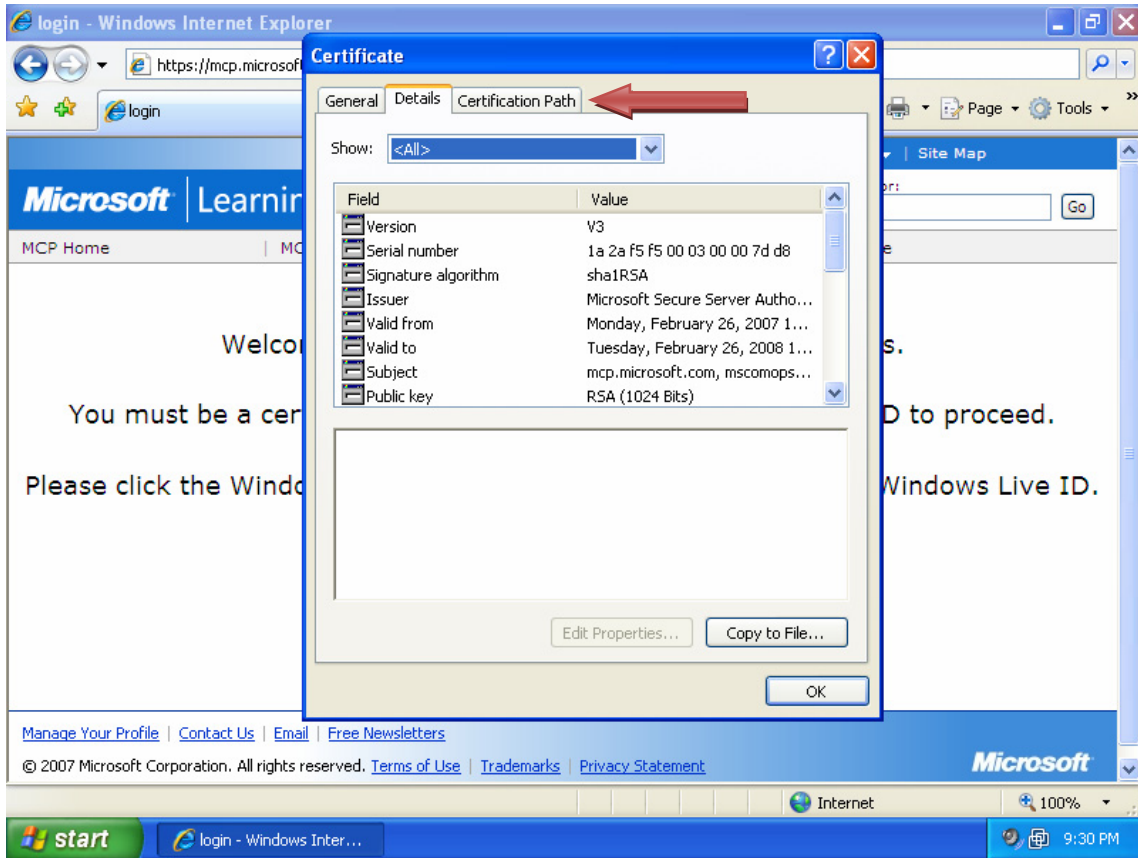 login - Windows Internet Explorer
https://mcp.microsoft
login
Page
Tools
»
Certificate
General Details Certification Path
Show: <All>
Field Value
Version V3
Serial number 1a 2a f5 f5 00 03 00 00 7d d8
Signature algorithm sha1RSA
Issuer Microsoft Secure Server Autho...
Valid from Monday, February 26, 2007 1...
Valid to Tuesday, February 26, 2008 1...
Subject mcp.microsoft.com, mscomops...
Public key RSA (1024 Bits)
Edit Properties... Copy to File...
OK
| Site Map
Microsoft | Learnin
or:
Go
MCP Home | MC
e
Welco s.
You must be a cer D to proceed.
Please click the Windo Windows Live ID.
Manage Your Profile | Contact Us | Email | Free Newsletters
© 2007 Microsoft Corporation. All rights reserved. Terms of Use | Trademarks | Privacy Statement
Microsoft
Internet 100%
start login - Windows Inter... 9:30 PM